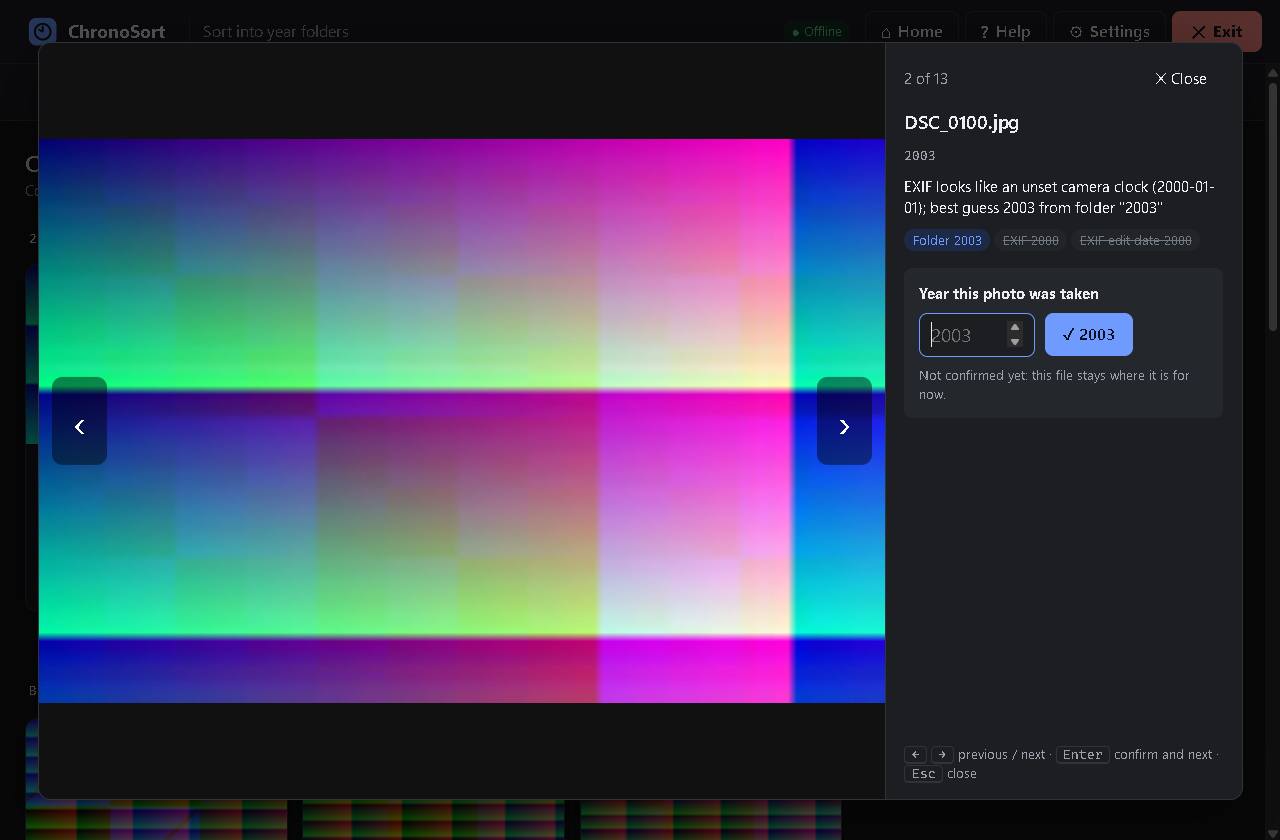 ChronoSort
Sort into year folders
Offline
Home
? Help
Settings
Exit
2 of 13
Close
DSC_0100.jpg
2003
EXIF looks like an unset camera clock (2000-01-
01); best guess 2003 from folder "2003"
Folder 2003
EXIF 2000
EXIF edit date 2000
Year this photo was taken
2003
✓ 2003
Not confirmed yet: this file stays where it is for
now.
← → previous / next · Enter confirm and next ·
Esc close